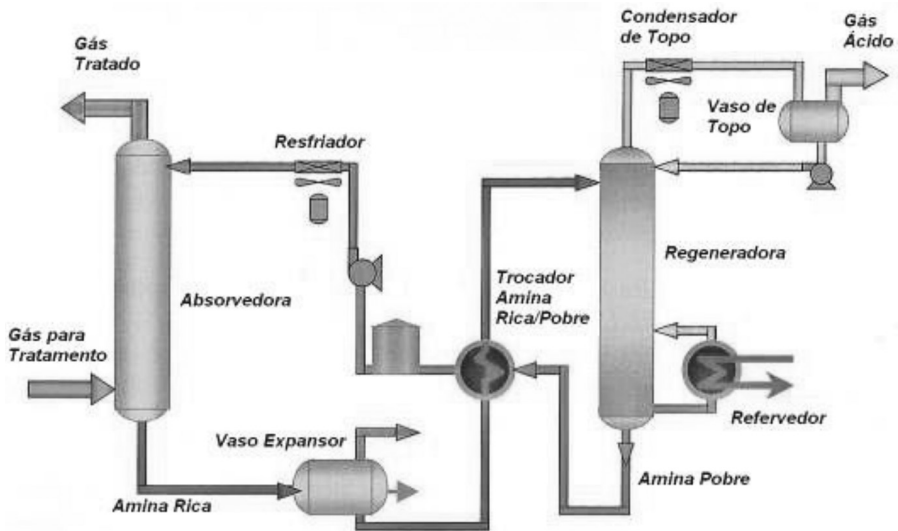 Condensador
de Topo
Gás
Ácido
Gás
Tratado
Vaso de
Topo
Resfriador
Regeneradora
Trocador
Amina
Rica/Pobre
Absorvedora
Gás para
Tratamento
Refervedor
Vaso Expansor
Amina Pobre
Amina Rica